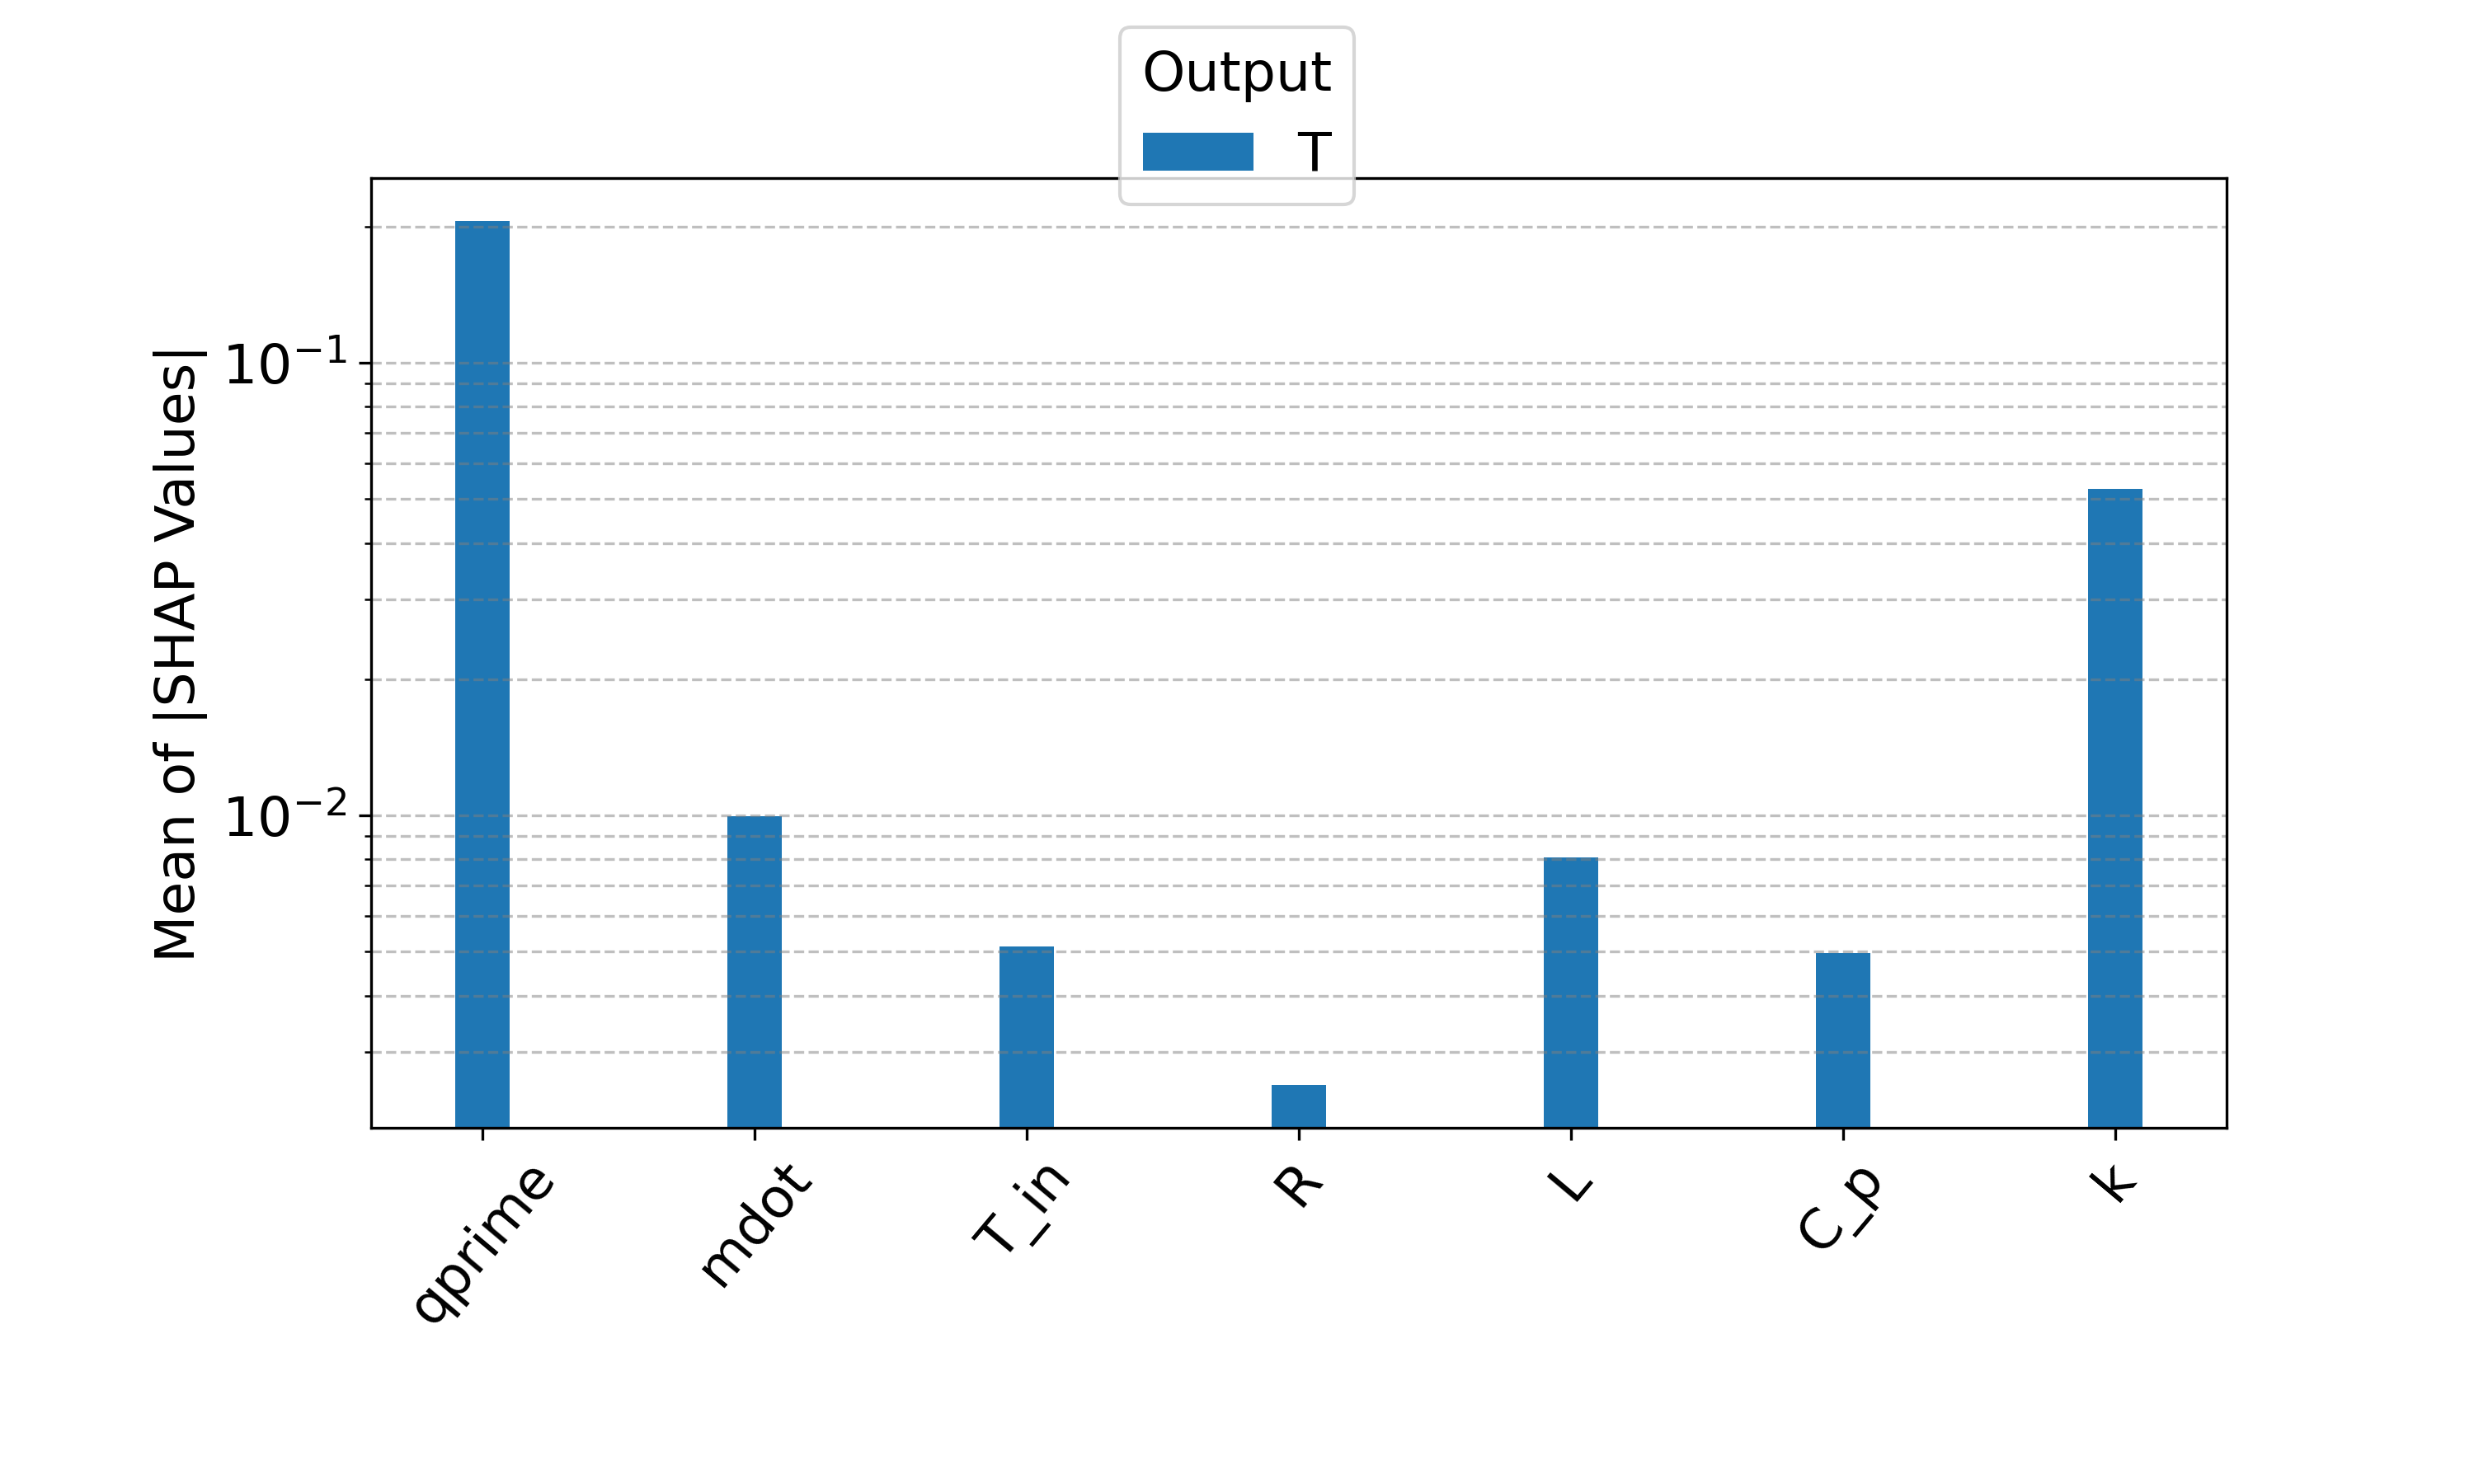 Output
T
Mean of |SHAP Values|
10⁻¹
10⁻²
qprime
mdot
T_in
R
L
C_p
k